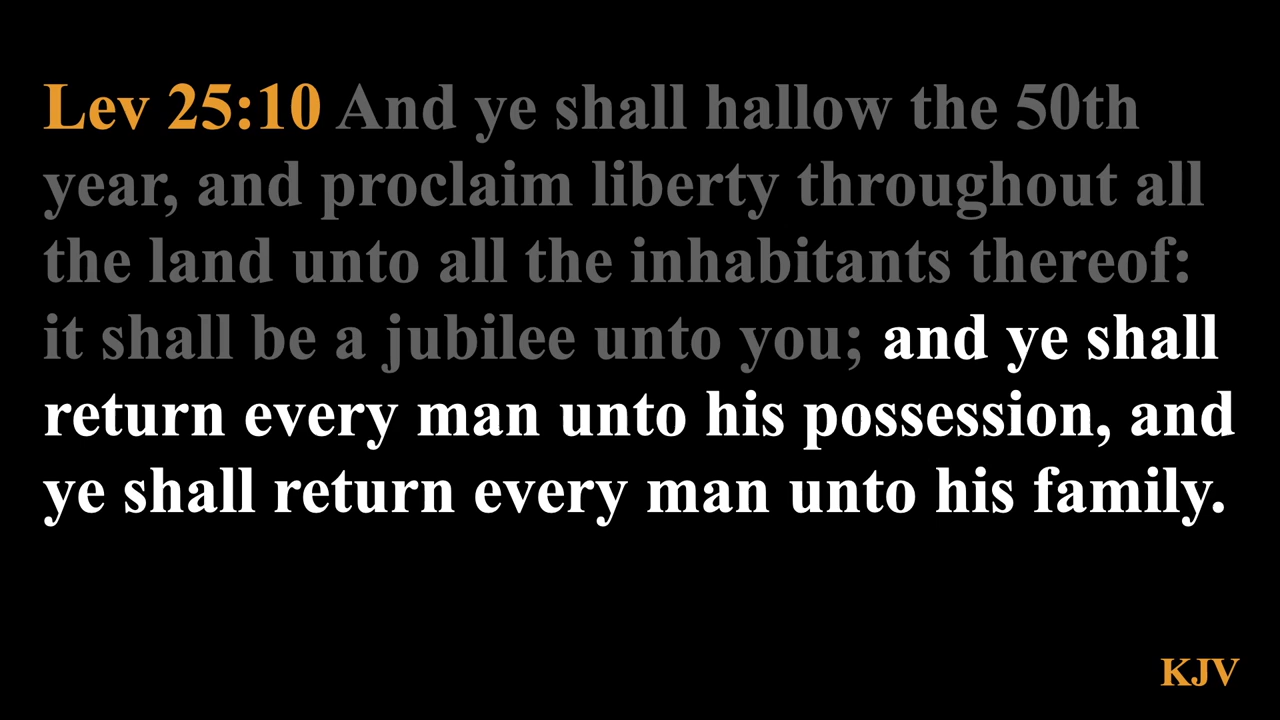 Lev 25:10 And ye shall hallow the 50th
year, and proclaim liberty throughout all
the land unto all the inhabitants thereof:
it shall be a jubilee unto you; and ye shall
return every man unto his possession, and
ye shall return every man unto his family.
KJV